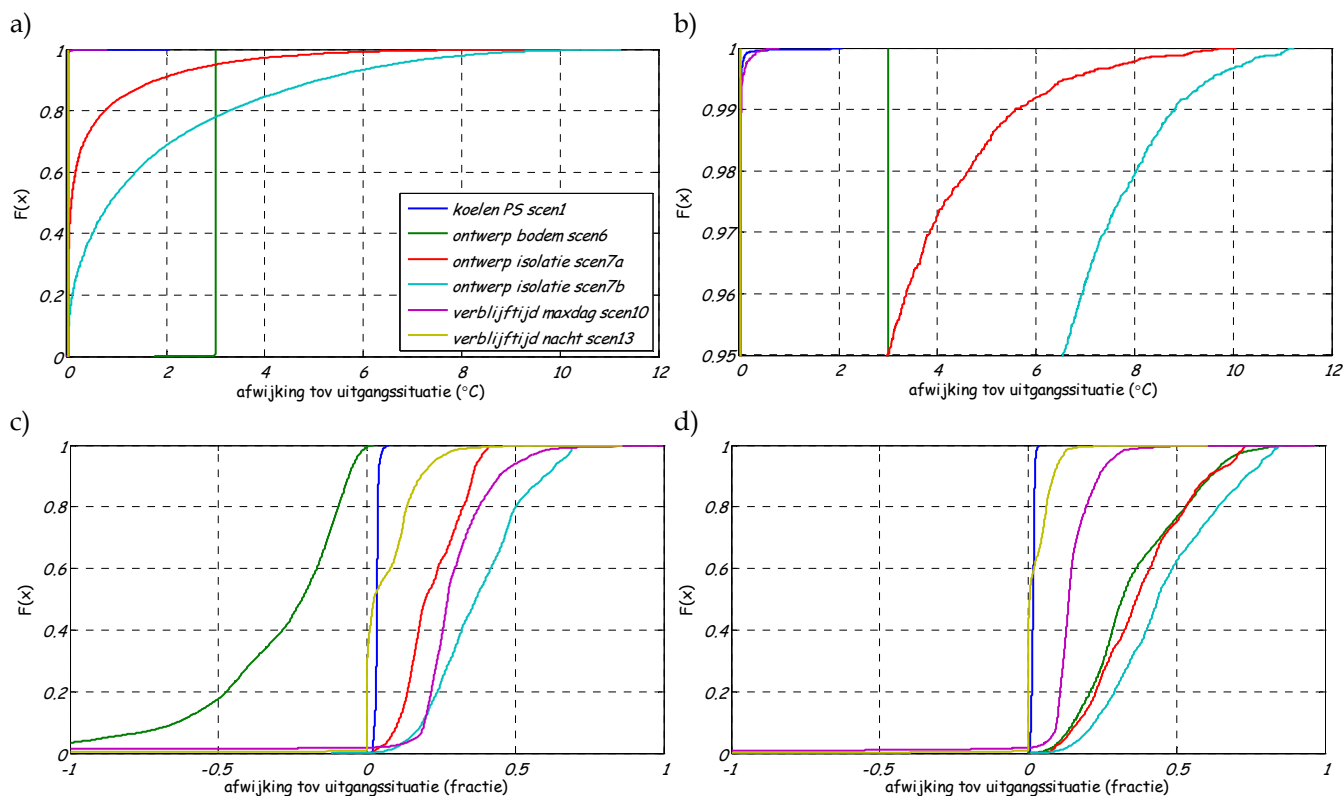 a)
1
0.8
0.6
0.4
0.2
0
F(x)
koelen PS scen1
ontwerp bodem scen6
ontwerp isolatie scen7a
ontwerp isolatie scen7b
verblijftijd maxdag scen10
verblijftijd nacht scen13
0 2 4 6 8 10 12
afwijking tov uitgangssituatie (°C)
b)
1
0.99
0.98
0.97
0.96
0.95
F(x)
0 2 4 6 8 10 12
afwijking tov uitgangssituatie (°C)
c)
1
0.8
0.6
0.4
0.2
0
F(x)
-1 -0.5 0 0.5 1
afwijking tov uitgangssituatie (fractie)
d)
1
0.8
0.6
0.4
0.2
0
F(x)
-1 -0.5 0 0.5 1
afwijking tov uitgangssituatie (fractie)